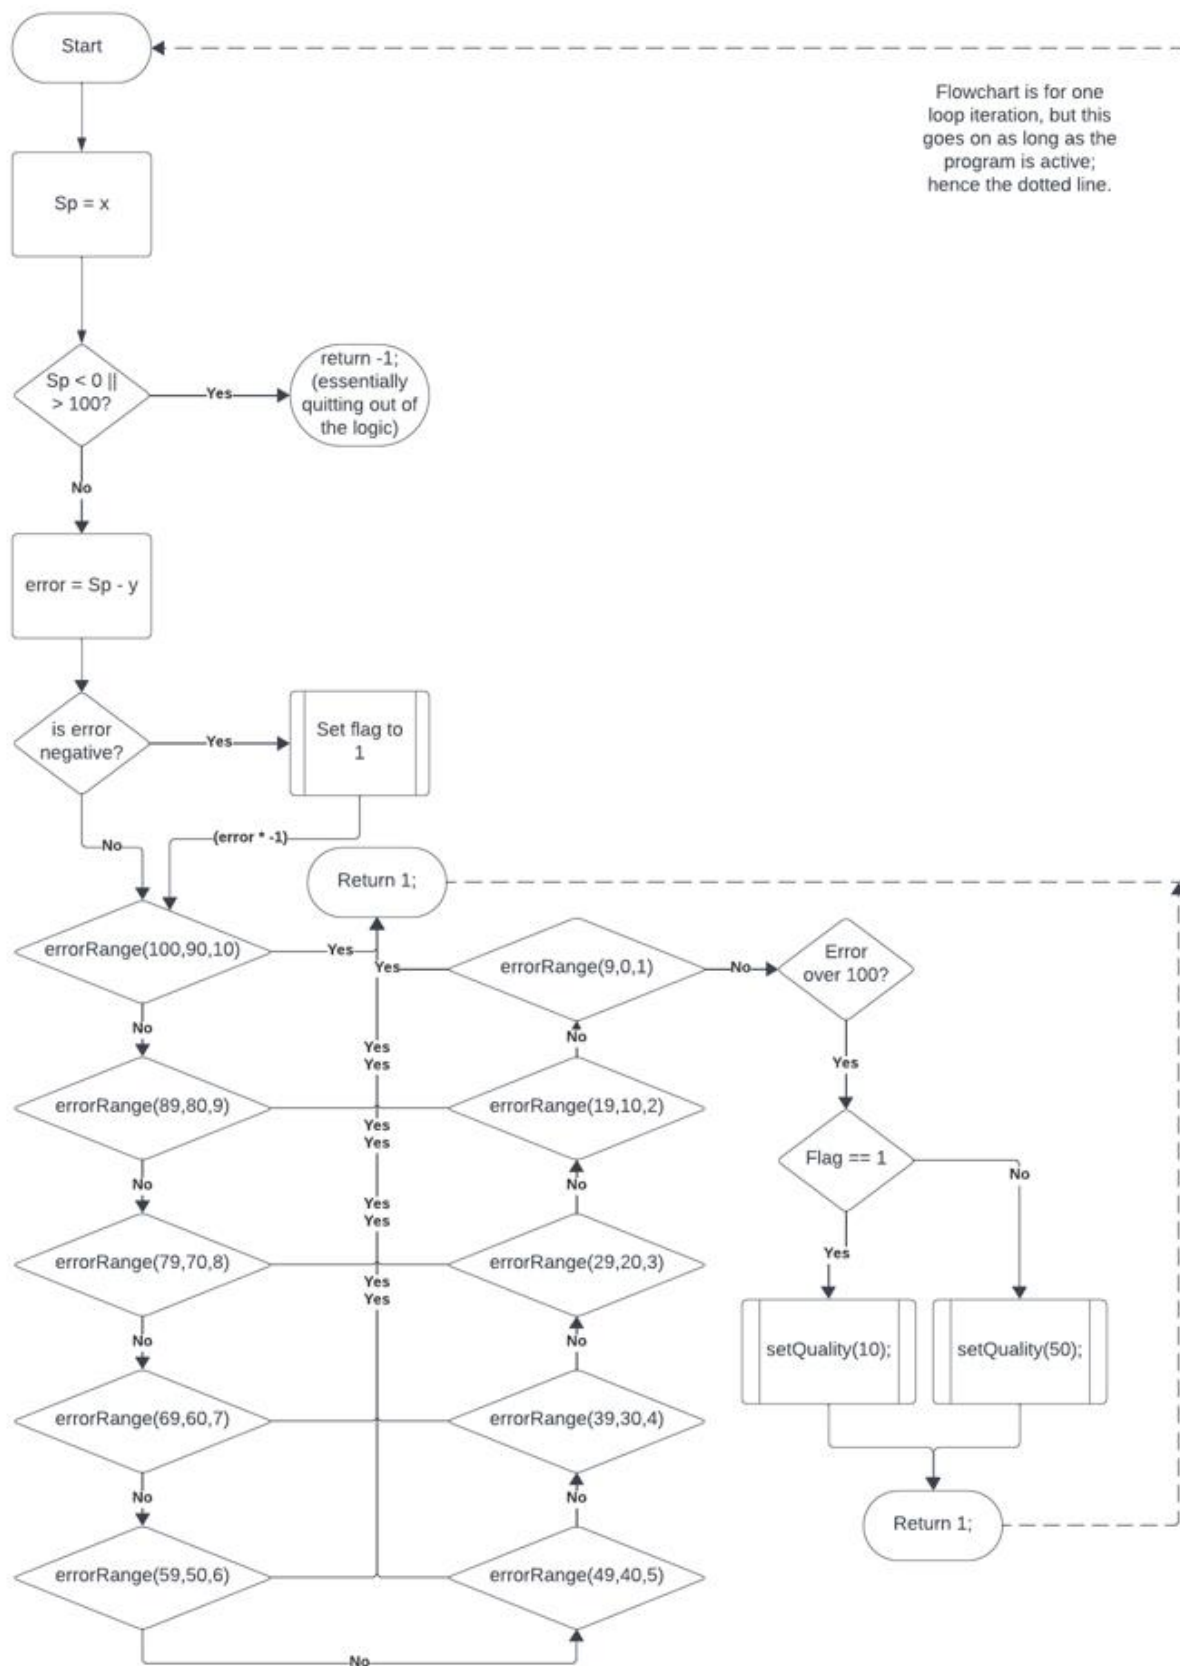 Start
Flowchart is for one
loop iteration, but this
goes on as long as the
program is active;
hence the dotted line.
Sp = x
Sp < 0 ||
> 100?
Yes
return -1;
(essentially
quitting out of
the logic)
No
error = Sp - y
is error
negative?
Yes
Set flag to
1
No
(error * -1)
Return 1;
errorRange(100,90,10)
Yes
Yes
errorRange(9,0,1)
No
Error
over 100?
No
Yes
Yes
No
Yes
errorRange(89,80,9)
errorRange(19,10,2)
Yes
Yes
Flag == 1
No
No
No
Yes
Yes
Yes
errorRange(79,70,8)
errorRange(29,20,3)
Yes
Yes
No
No
setQuality(10);
setQuality(50);
errorRange(69,60,7)
errorRange(39,30,4)
No
No
Return 1;
errorRange(59,50,6)
errorRange(49,40,5)
No